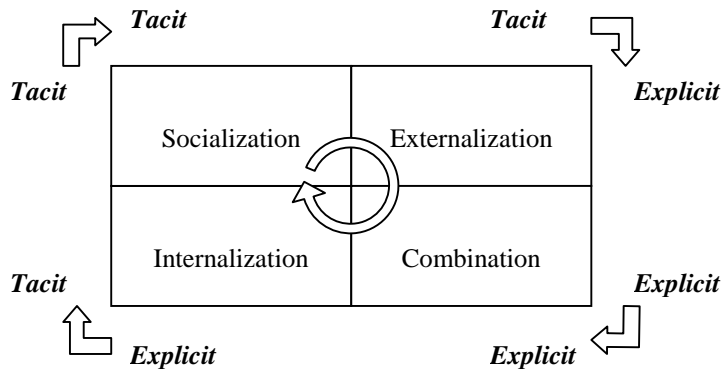 Tacit
Tacit
Tacit
Explicit
Socialization
Externalization
Internalization
Combination
Tacit
Explicit
Explicit
Explicit